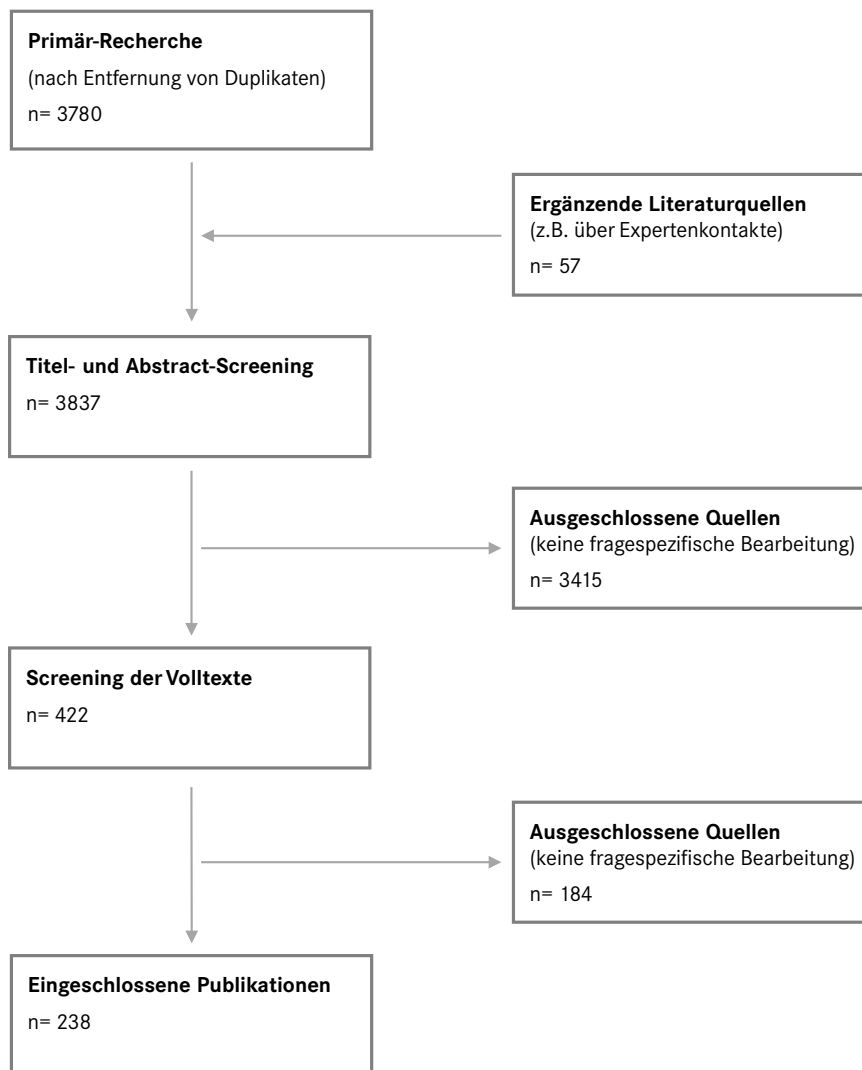 Primär-Recherche
(nach Entfernung von Duplikaten)
n= 3780
Ergänzende Literaturquellen
(z.B. über Expertenkontakte)
n= 57
Titel- und Abstract-Screening
n= 3837
Ausgeschlossene Quellen
(keine fragespezifische Bearbeitung)
n= 3415
Screening der Volltexte
n= 422
Ausgeschlossene Quellen
(keine fragespezifische Bearbeitung)
n= 184
Eingeschlossene Publikationen
n= 238